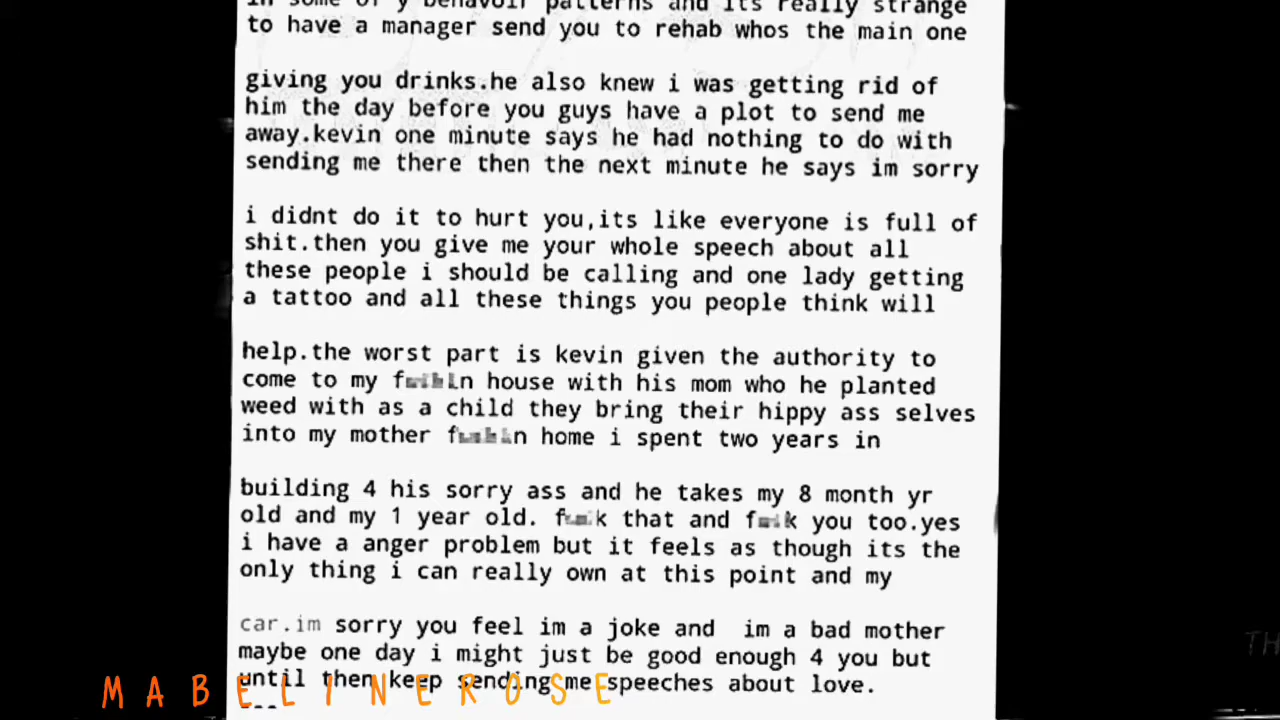 in some of y behavoir patterns and its really strange
to have a manager send you to rehab whos the main one
giving you drinks.he also knew i was getting rid of
him the day before you guys have a plot to send me
away.kevin one minute says he had nothing to do with
sending me there then the next minute he says im sorry
i didnt do it to hurt you,its like everyone is full of
shit.then you give me your whole speech about all
these people i should be calling and one lady getting
a tattoo and all these things you people think will
help.the worst part is kevin given the authority to
come to my house with his mom who he planted
weed with as a child they bring their hippy ass selves
into my mother home i spent two years in
building 4 his sorry ass and he takes my 8 month yr
old and my 1 year old. that and you too.yes
i have a anger problem but it feels as though its the
only thing i can really own at this point and my
car.im sorry you feel im a joke and im a bad mother
maybe one day i might just be good enough 4 you but
until then keep sending me speeches about love.
MABELINEROSE
TH